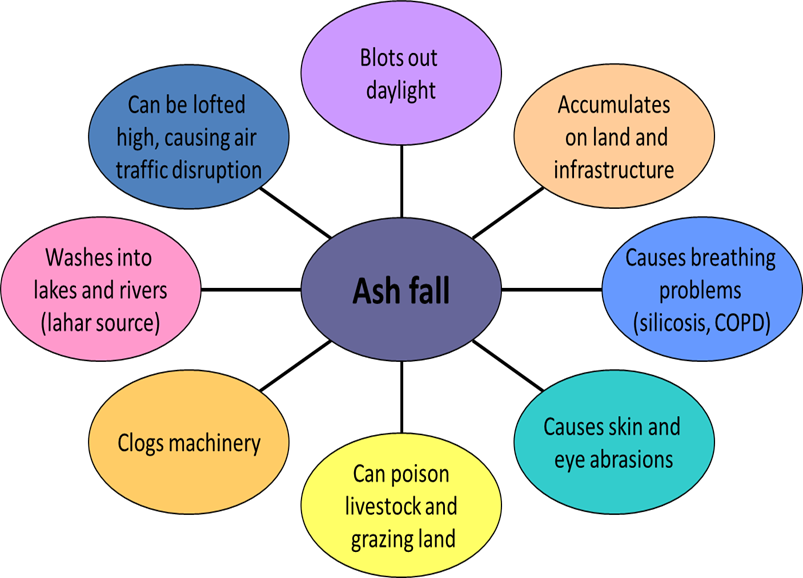 Blots out
daylight
Can be lofted
high, causing air
traffic disruption
Accumulates
on land and
infrastructure
Washes into
lakes and rivers
(lahar source)
Ash fall
Causes breathing
problems
(silicosis, COPD)
Clogs machinery
Causes skin and
eye abrasions
Can poison
livestock and
grazing land